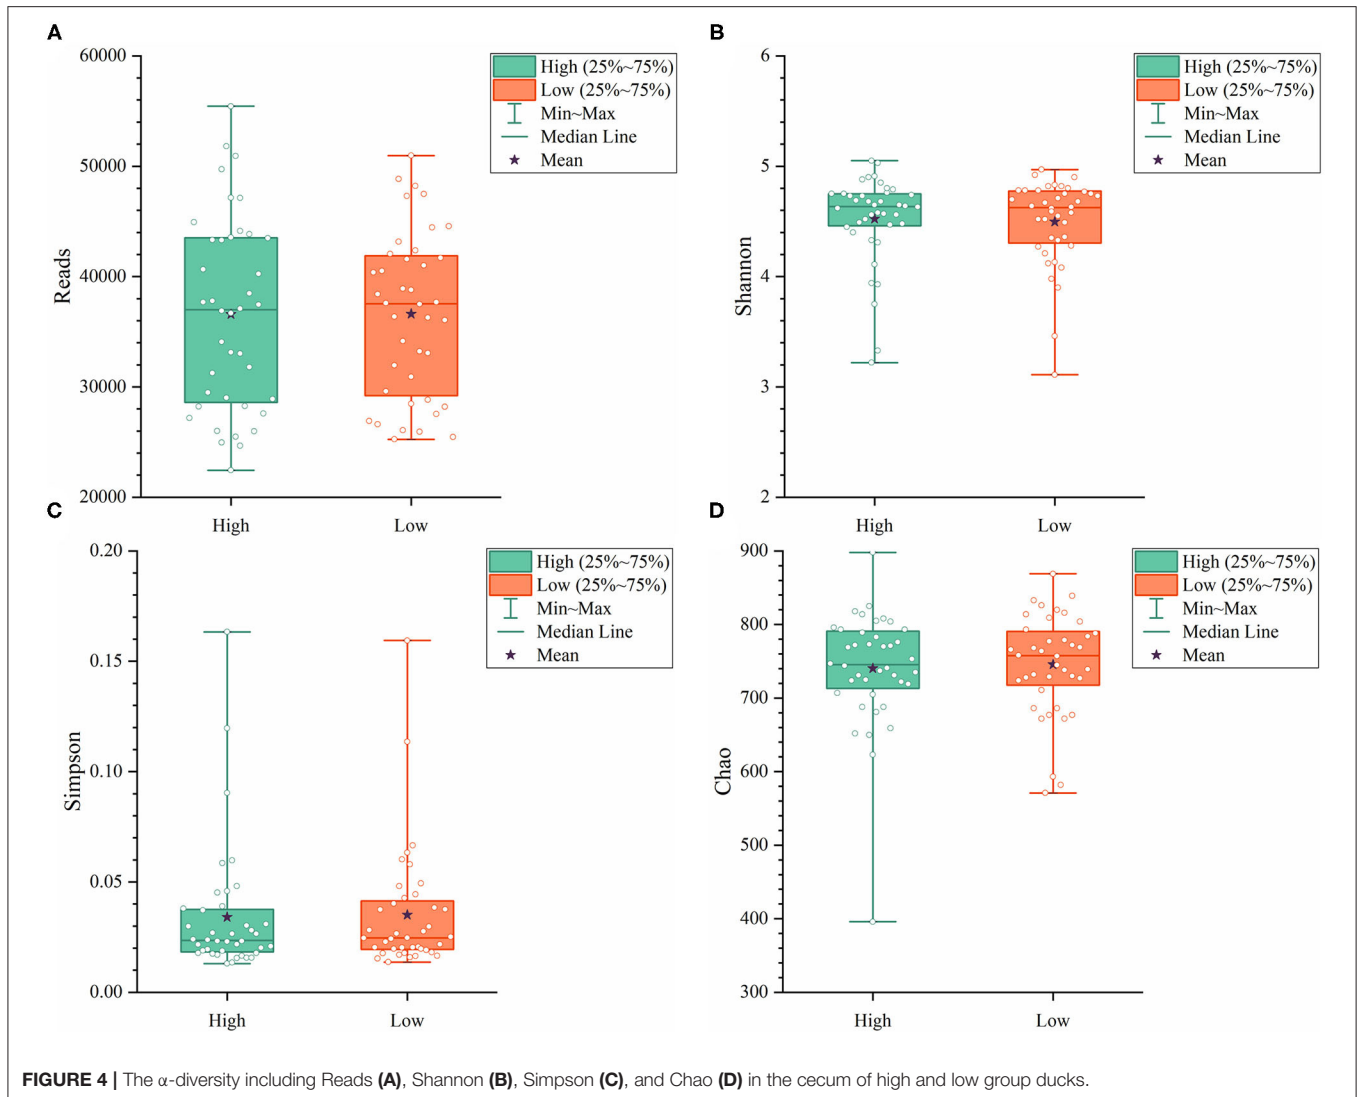 A
60000
50000
40000
30000
20000
Reads
High
Low
High (25%~75%)
Low (25%~75%)
Min~Max
Median Line
Mean
B
6
5
4
3
2
Shannon
High
Low
High (25%~75%)
Low (25%~75%)
Min~Max
Median Line
Mean
C
0.20
0.15
0.10
0.05
0.00
Simpson
High
Low
High (25%~75%)
Low (25%~75%)
Min~Max
Median Line
Mean
D
900
800
700
600
500
400
300
Chao
High
Low
High (25%~75%)
Low (25%~75%)
Min~Max
Median Line
Mean
FIGURE 4 | The α-diversity including Reads (A), Shannon (B), Simpson (C), and Chao (D) in the cecum of high and low group ducks.